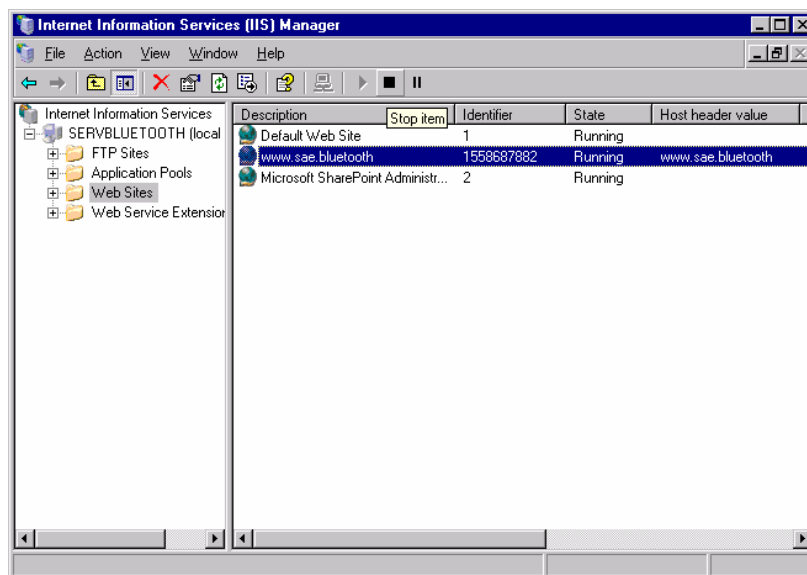 Internet Information Services (IIS) Manager
File Action View Window Help
Internet Information Services
SERVBLUETOOTH (local
FTP Sites
Application Pools
Web Sites
Web Service Extension
Description Stop item Identifier State Host header value
Default Web Site 1 Running
www.sae.bluetooth 1558687882 Running www.sae.bluetooth
Microsoft SharePoint Administr... 2 Running